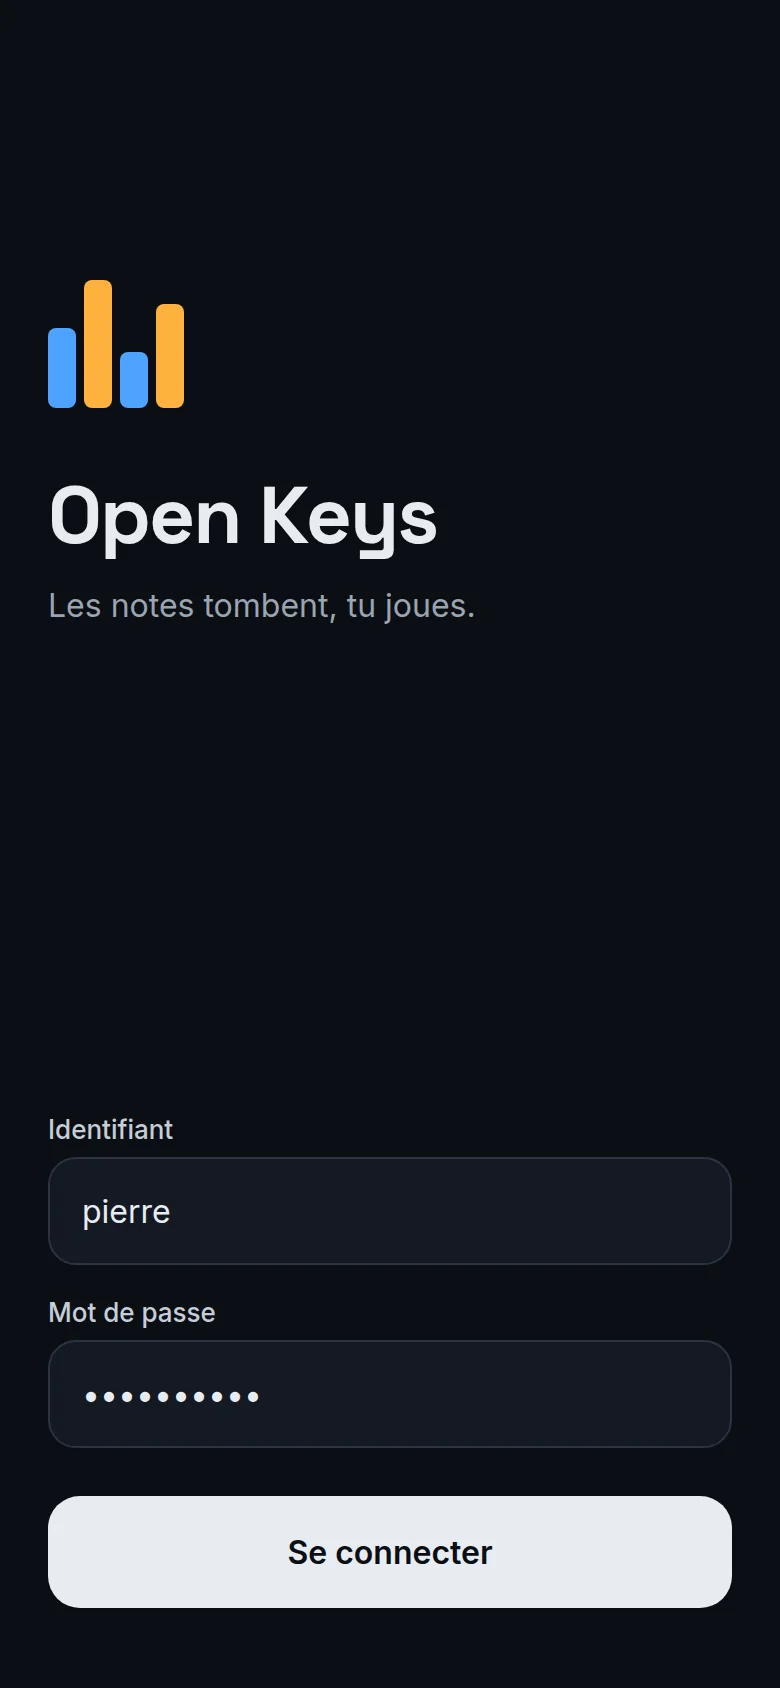 Open Keys
Les notes tombent, tu joues.
Identifiant
pierre
Mot de passe
••••••••••
Se connecter